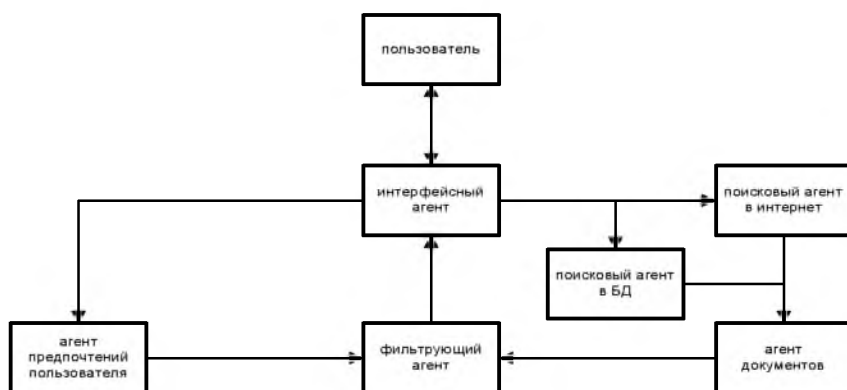 пользователь
интерфейсный
агент
поисковый агент
в интернет
поисковый агент
в БД
агент
предпочтений
пользователя
фильтрующий
агент
агент
документов